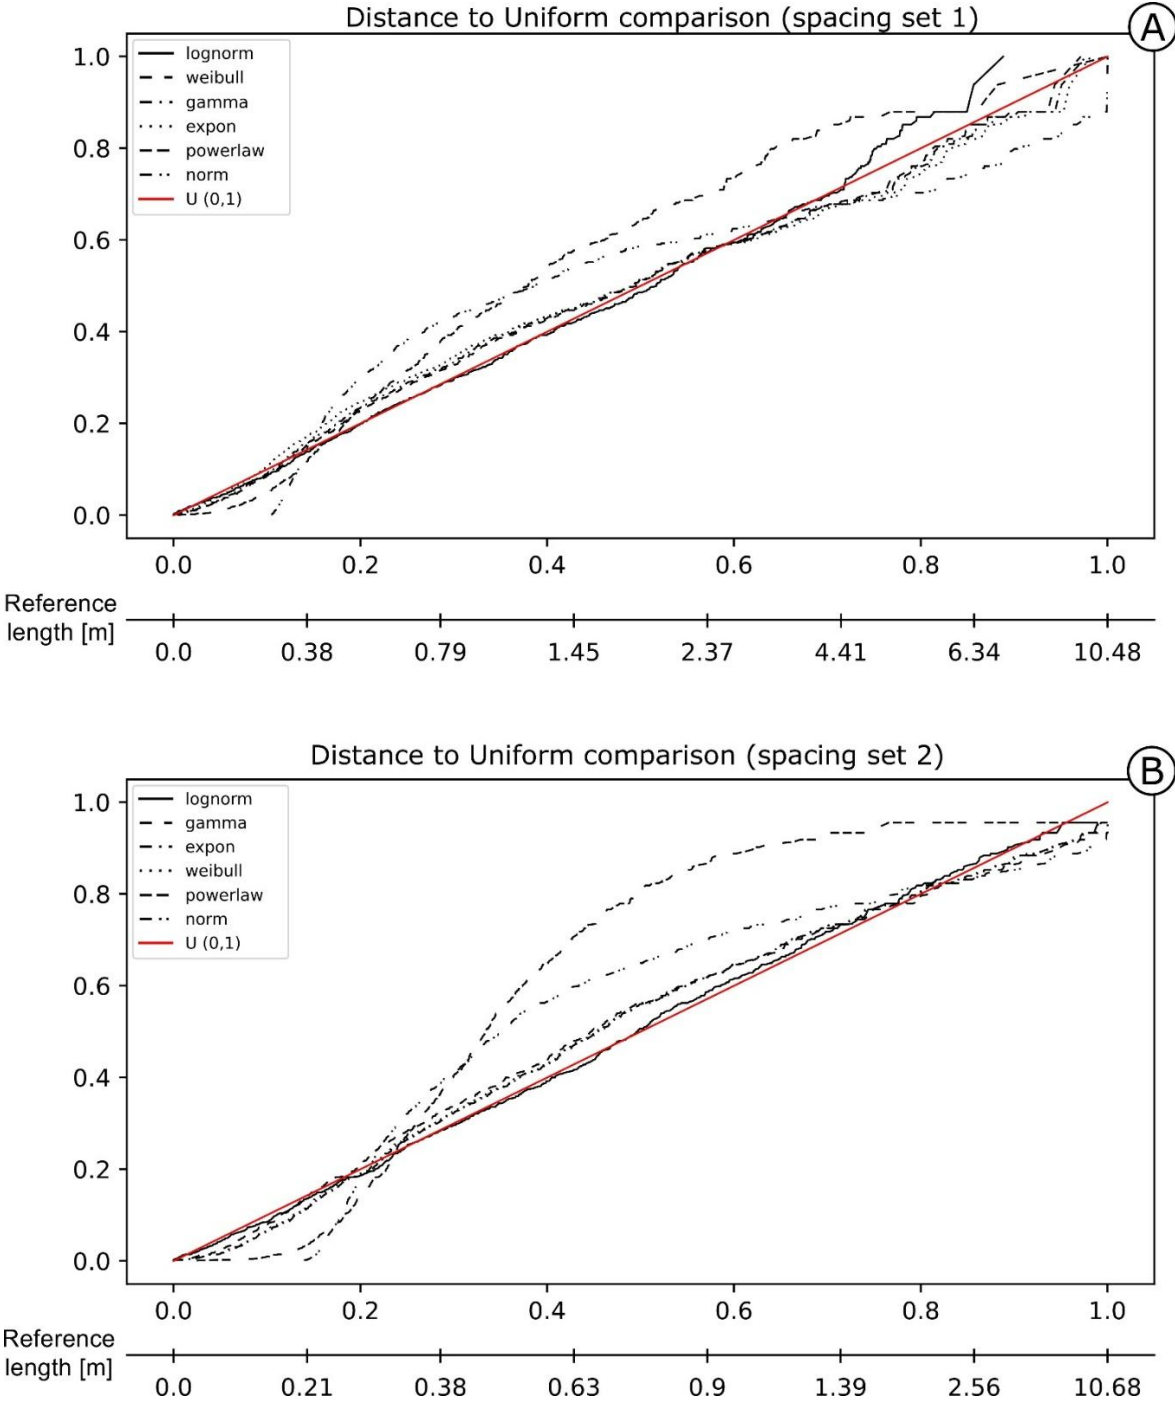 Distance to Uniform comparison (spacing set 1)
A
1.0
0.8
0.6
0.4
0.2
0.0
lognorm
weibull
gamma
expon
powerlaw
norm
U (0,1)
0.0 0.2 0.4 0.6 0.8 1.0
Reference
length [m]
0.0 0.38 0.79 1.45 2.37 4.41 6.34 10.48
Distance to Uniform comparison (spacing set 2)
B
1.0
0.8
0.6
0.4
0.2
0.0
lognorm
gamma
expon
weibull
powerlaw
norm
U (0,1)
0.0 0.2 0.4 0.6 0.8 1.0
Reference
length [m]
0.0 0.21 0.38 0.63 0.9 1.39 2.56 10.68